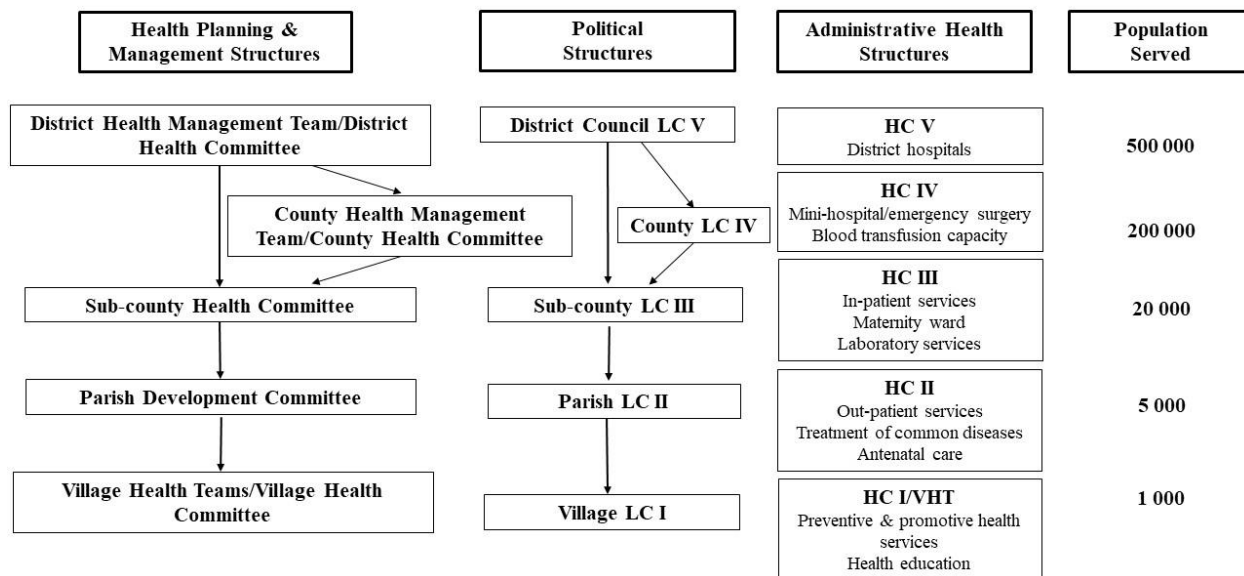 Health Planning &
Management Structures
Political
Structures
Administrative Health
Structures
Population
Served
District Health Management Team/District
Health Committee
County Health Management
Team/County Health Committee
Sub-county Health Committee
Parish Development Committee
Village Health Teams/Village Health
Committee
District Council LC V
County LC IV
Sub-county LC III
Parish LC II
Village LC I
HC V
District hospitals
HC IV
Mini-hospital/emergency surgery
Blood transfusion capacity
HC III
In-patient services
Maternity ward
Laboratory services
HC II
Out-patient services
Treatment of common diseases
Antenatal care
HC I/VHT
Preventive & promotive health
services
Health education
500 000
200 000
20 000
5 000
1 000